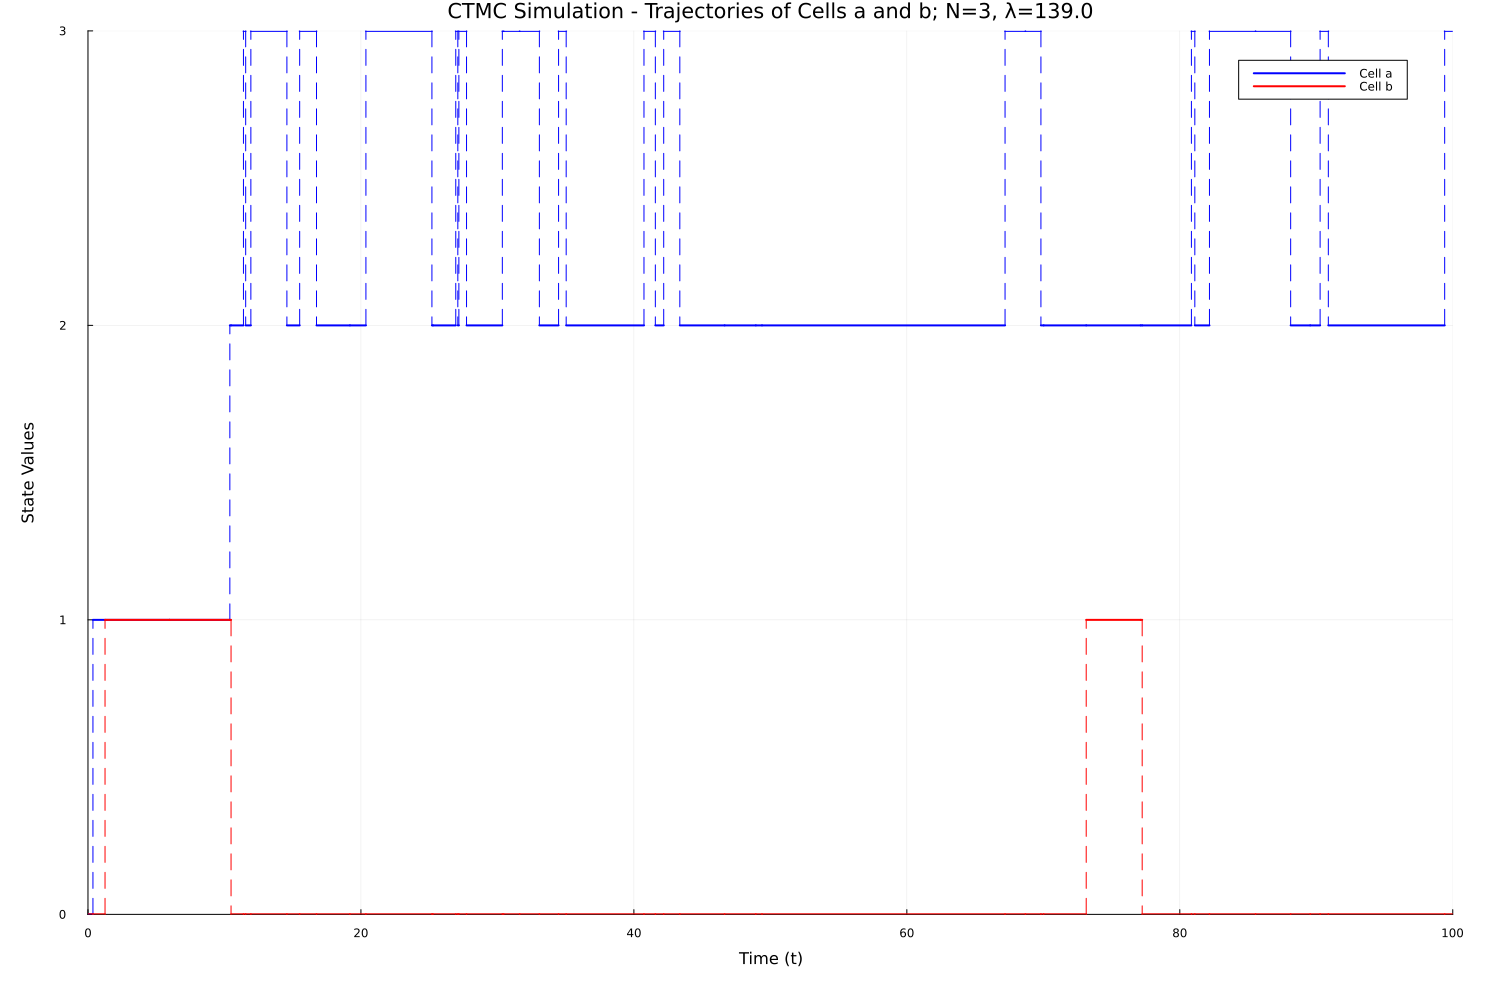 CTMC Simulation - Trajectories of Cells a and b; N=3, λ=139.0
3
Cell a
Cell b
2
State Values
1
0
0 20 40 60 80 100
Time (t)